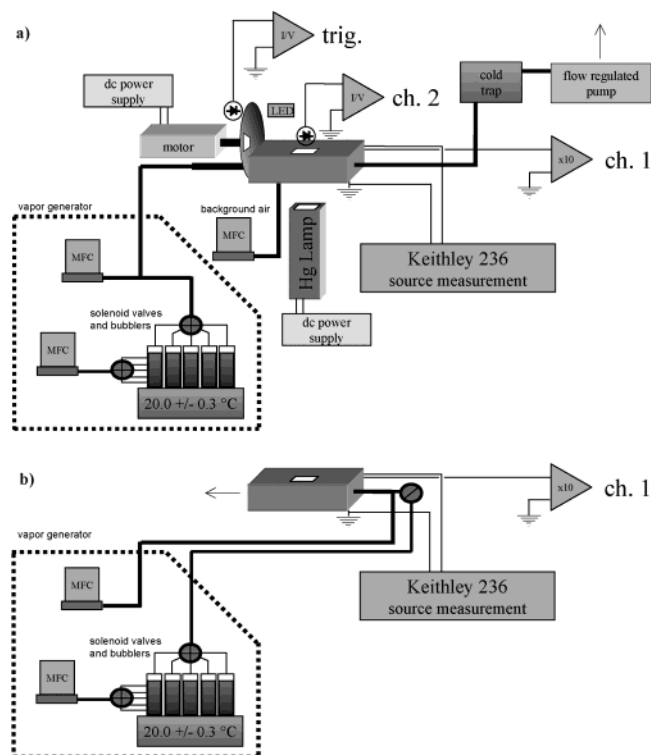 a)
I/V
trig.
dc power
supply
LED
I/V
ch. 2
cold
trap
flow regulated
pump
motor
x10
ch. 1
vapor generator
background air
MFC
MFC
Hg Lamp
Keithley 236
source measurement
solenoid valves
and bubblers
dc power
supply
MFC
20.0 +/- 0.3 °C
b)
x10
ch. 1
vapor generator
MFC
Keithley 236
source measurement
solenoid valves
and bubblers
MFC
20.0 +/- 0.3 °C